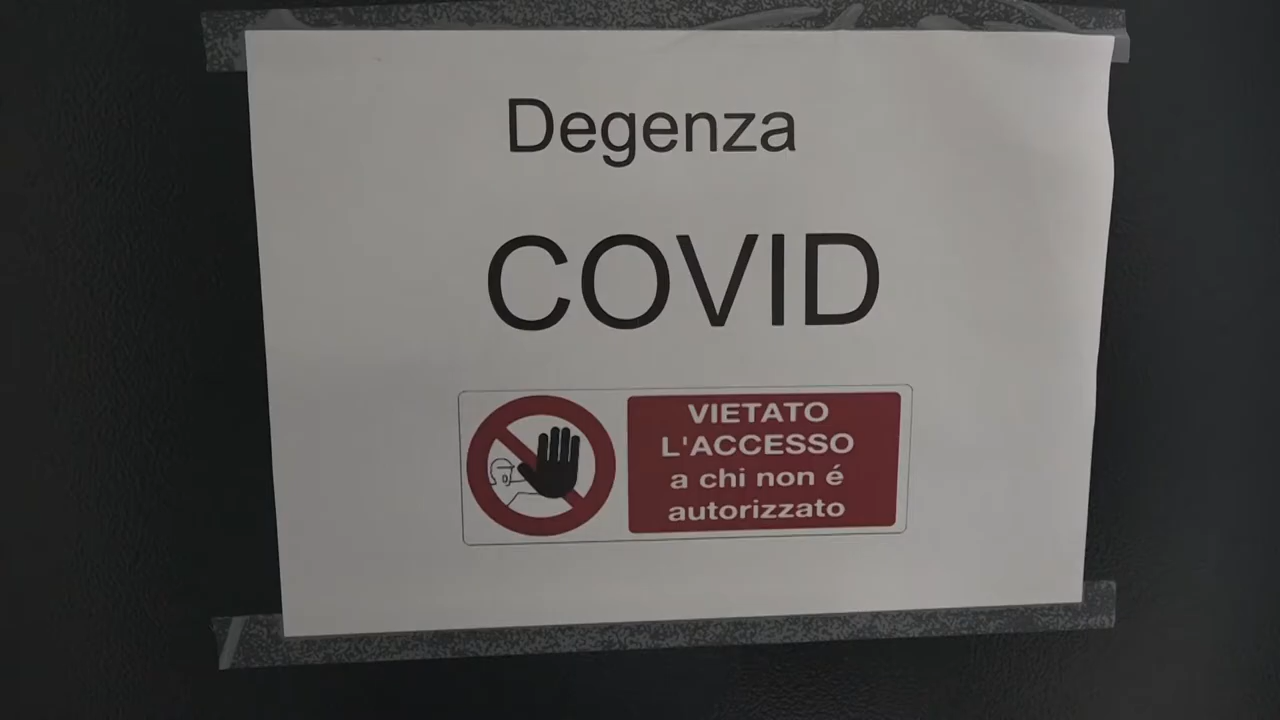 Degenza
COVID
VIETATO
L'ACCESSO
a chi non é
autorizzato